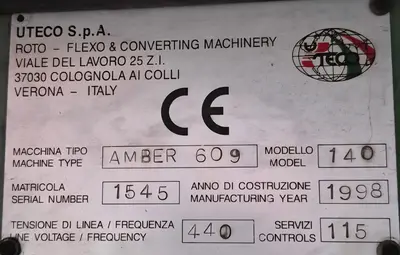 UTECO S.p.A.
ROTO - FLEXO & CONVERTING MACHINERY
VIALE DEL LAVORO 25 Z.I.
37030 COLOGNOLA AI COLLI
VERONA - ITALY
UTECO
CE
MACCHINA TIPO
MACHINE TYPE
AMBER 609
MODELLO
MODEL
140
MATRICOLA
SERIAL NUMBER
1545
ANNO DI COSTRUZIONE
MANUFACTURING YEAR
1998
TENSIONE DI LINEA / FREQUENZA
LINE VOLTAGE / FREQUENCY
440
SERVIZI
CONTROLS
115